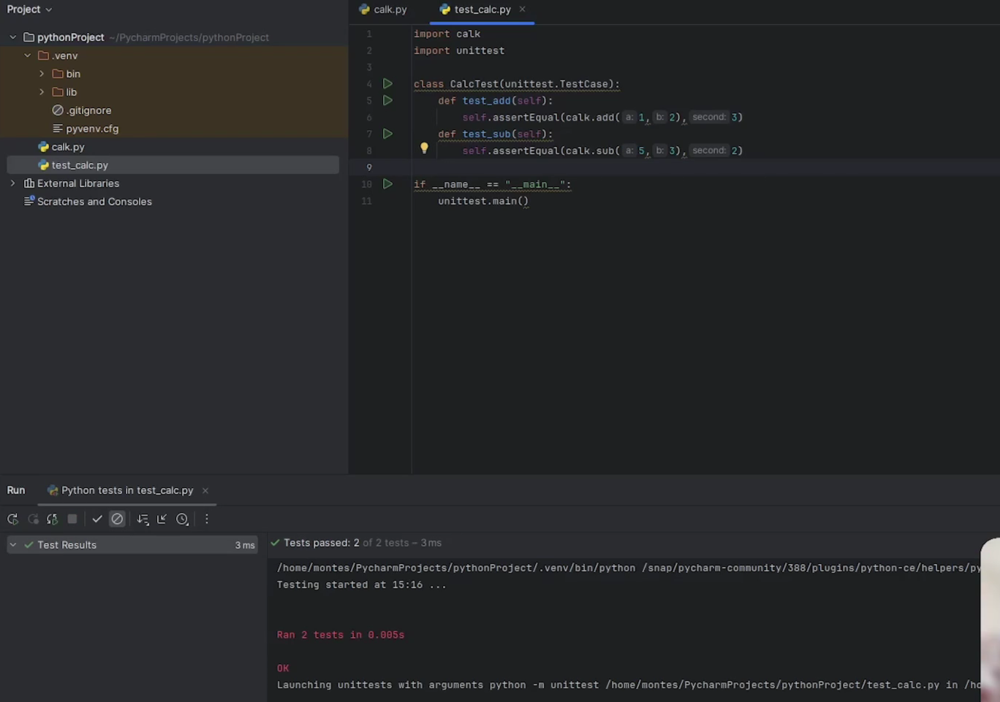 Project
pythonProject ~/PycharmProjects/pythonProject
.venv
bin
lib
.gitignore
pyvenv.cfg
calk.py
test_calc.py
External Libraries
Scratches and Consoles
calk.py test_calc.py
1 import calk
2 import unittest
3
4 class CalcTest(unittest.TestCase):
5 def test_add(self):
6 self.assertEqual(calk.add( a: 1, b: 2), second: 3)
7 def test_sub(self):
8 self.assertEqual(calk.sub( a: 5, b: 3), second: 2)
9
10 if __name__ == "__main__":
11 unittest.main()
Run Python tests in test_calc.py
Test Results 3 ms
Tests passed: 2 of 2 tests – 3 ms
/home/montes/PycharmProjects/pythonProject/.venv/bin/python /snap/pycharm-community/388/plugins/python-ce/helpers/py
Testing started at 15:16 ...
Ran 2 tests in 0.005s
OK
Launching unittests with arguments python -m unittest /home/montes/PycharmProjects/pythonProject/test_calc.py in /ho